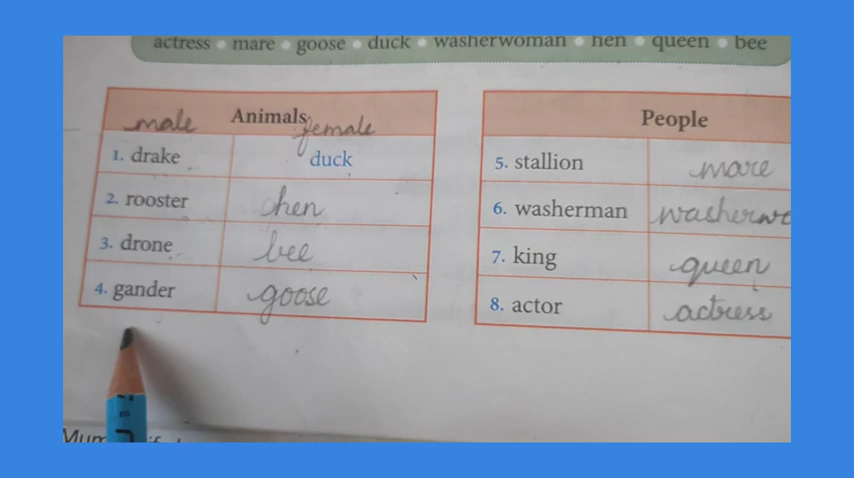 actress • mare • goose • duck • washerwoman • hen • queen • bee
Animals
male female
1. drake duck
2. rooster hen
3. drone bee
4. gander goose
People
5. stallion mare
6. washerman washerwo
7. king queen
8. actor actress